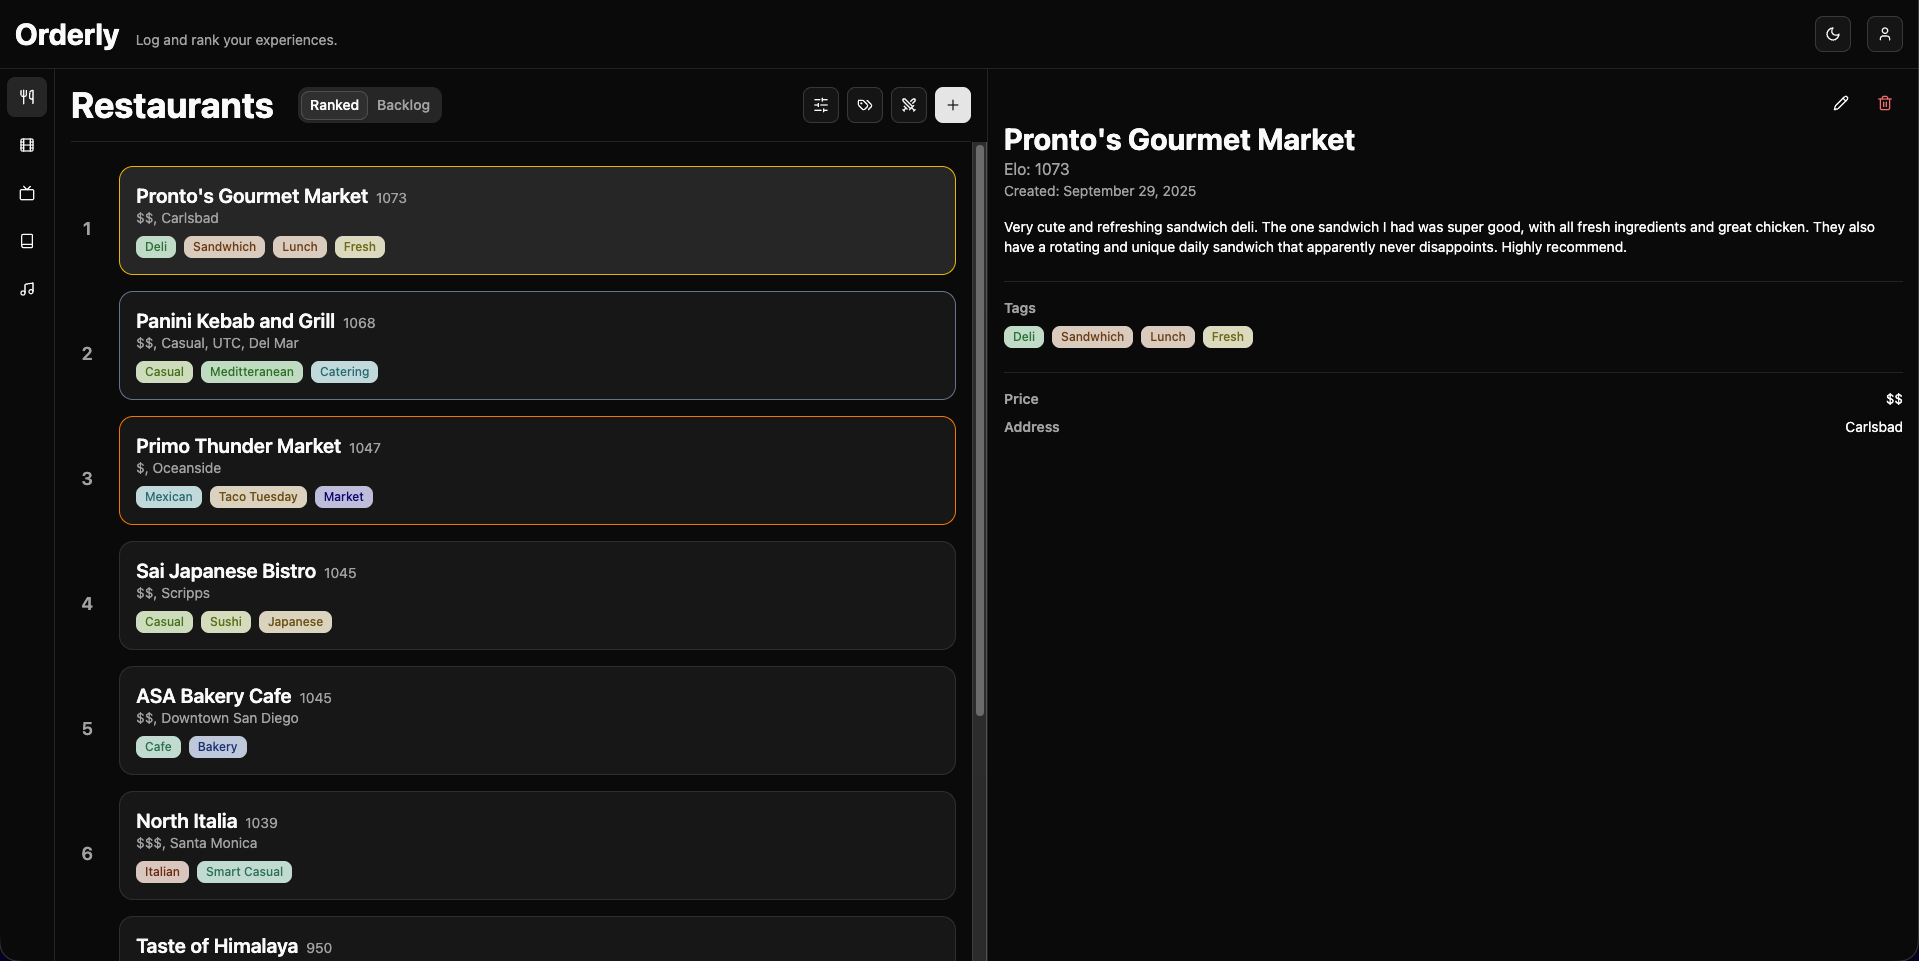 Orderly Log and rank your experiences.
Restaurants Ranked Backlog
1
Pronto's Gourmet Market 1073
$$, Carlsbad
Deli Sandwhich Lunch Fresh
2
Panini Kebab and Grill 1068
$$, Casual, UTC, Del Mar
Casual Meditteranean Catering
3
Primo Thunder Market 1047
$, Oceanside
Mexican Taco Tuesday Market
4
Sai Japanese Bistro 1045
$$, Scripps
Casual Sushi Japanese
5
ASA Bakery Cafe 1045
$$, Downtown San Diego
Cafe Bakery
6
North Italia 1039
$$$, Santa Monica
Italian Smart Casual
Taste of Himalaya 950
Pronto's Gourmet Market
Elo: 1073
Created: September 29, 2025
Very cute and refreshing sandwich deli. The one sandwich I had was super good, with all fresh ingredients and great chicken. They also
have a rotating and unique daily sandwich that apparently never disappoints. Highly recommend.
Tags
Deli Sandwhich Lunch Fresh
Price $$
Address Carlsbad